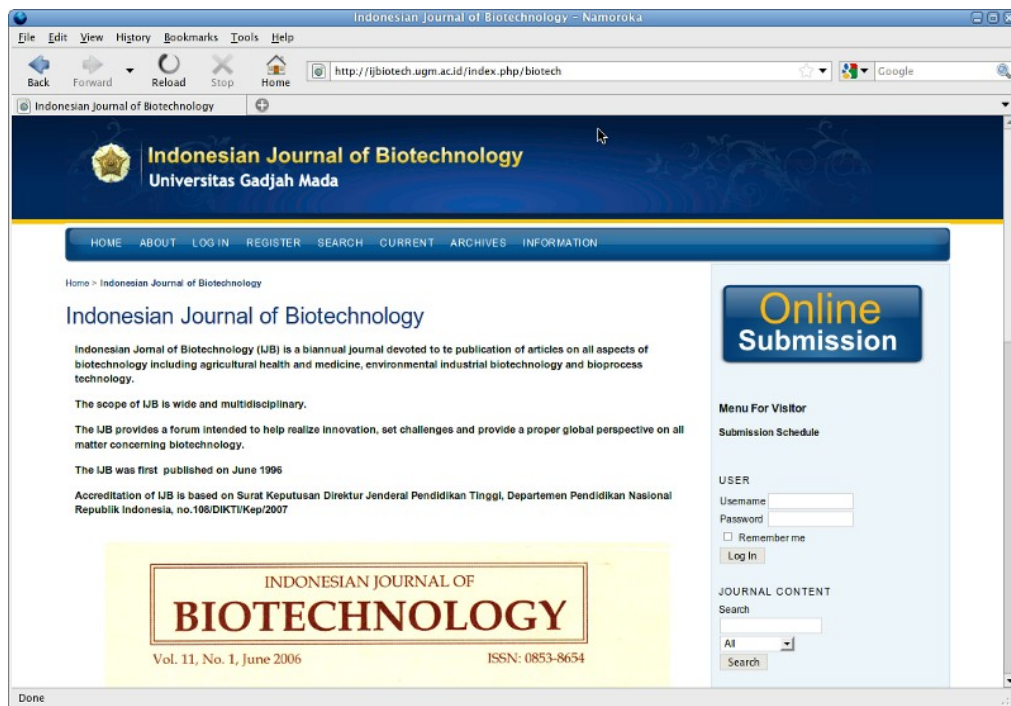 Indonesian Journal of Biotechnology - Namoroka
File Edit View History Bookmarks Tools Help
Back Forward Reload Stop Home http://ijbiotech.ugm.ac.id/index.php/biotech Google
Indonesian Journal of Biotechnology
Indonesian Journal of Biotechnology
Universitas Gadjah Mada
HOME ABOUT LOG IN REGISTER SEARCH CURRENT ARCHIVES INFORMATION
Home > Indonesian Journal of Biotechnology
Indonesian Journal of Biotechnology
Indonesian Jornal of Biotechnology (IJB) is a biannual journal devoted to te publication of articles on all aspects of
biotechnology including agricultural health and medicine, environmental industrial biotechnology and bioprocess
technology.
The scope of IJB is wide and multidisciplinary.
The IJB provides a forum intended to help realize innovation, set challenges and provide a proper global perspective on all
matter concerning biotechnology.
The IJB was first published on June 1996
Accreditation of IJB is based on Surat Keputusan Direktur Jenderal Pendidikan Tinggi, Departemen Pendidikan Nasional
Republik Indonesia, no.108/DIKTI/Kep/2007
INDONESIAN JOURNAL OF
BIOTECHNOLOGY
Vol. 11, No. 1, June 2006 ISSN: 0853-8654
Online
Submission
Menu For Visitor
Submission Schedule
USER
Username
Password
Remember me
Log In
JOURNAL CONTENT
Search
All
Search
Done